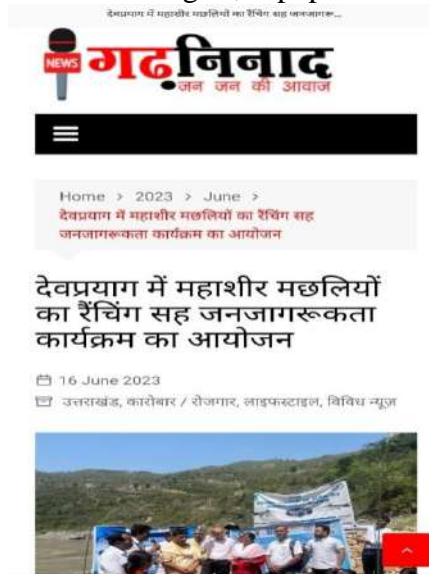 देवप्रयाग में महाशीर मछलियों का रैंचिंग सह जनजागरू...
NEWS
गढ़निनाद
जन जन की आवाज
Home > 2023 > June >
देवप्रयाग में महाशीर मछलियों का रैंचिंग सह
जनजागरूकता कार्यक्रम का आयोजन
देवप्रयाग में महाशीर मछलियों
का रैंचिंग सह जनजागरूकता
कार्यक्रम का आयोजन
16 June 2023
उत्तराखंड, कारोबार / रोजगार, लाइफस्टाइल, विविध न्यूज़